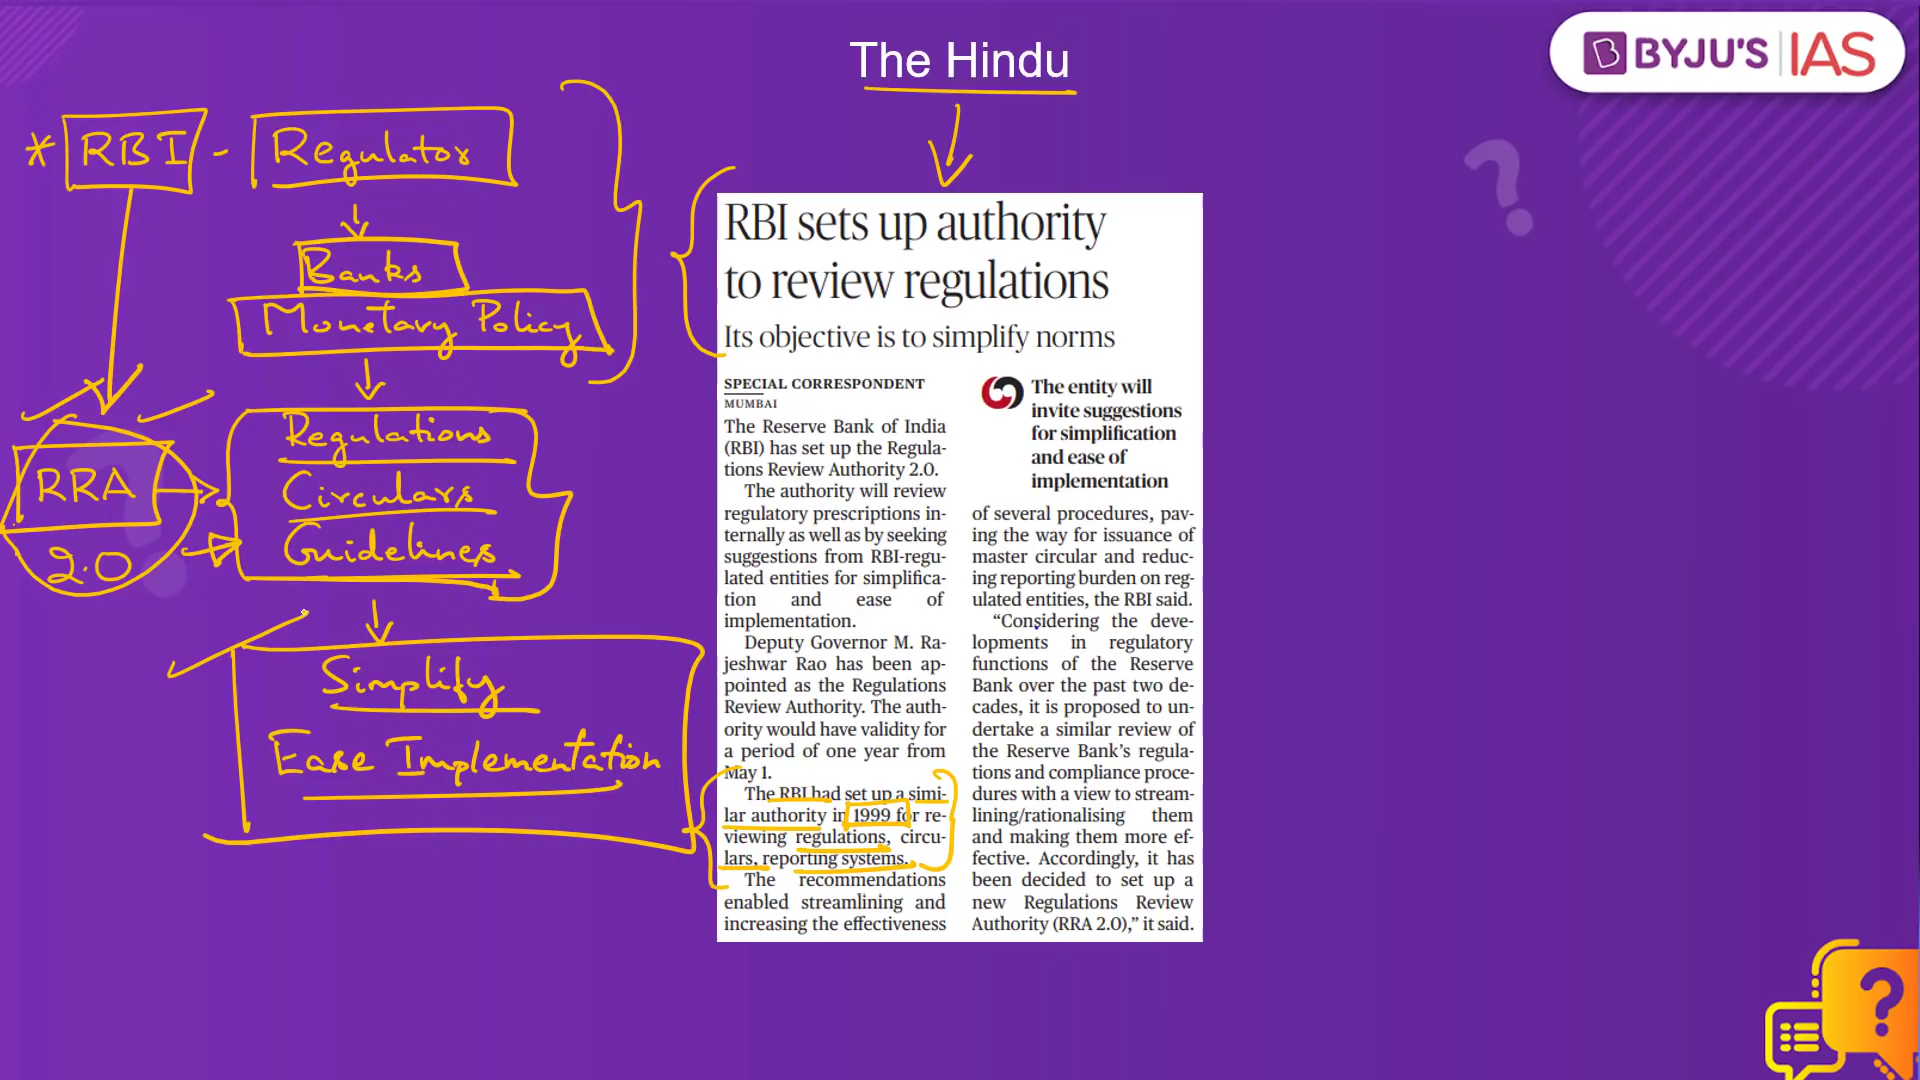 The Hindu
BYJU'S IAS
* RBI - Regulator
Banks
Monetary Policy
Regulations
Circulars
Guidelines
RRA
2.0
Simplify
Ease Implementation
RBI sets up authority
to review regulations
Its objective is to simplify norms
SPECIAL CORRESPONDENT
MUMBAI
The Reserve Bank of India
(RBI) has set up the Regula-
tions Review Authority 2.0.
The authority will review
regulatory prescriptions in-
ternally as well as by seeking
suggestions from RBI-regu-
lated entities for simplifica-
tion and ease of
implementation.
Deputy Governor M. Ra-
jeshwar Rao has been ap-
pointed as the Regulations
Review Authority. The auth-
ority would have validity for
a period of one year from
May 1.
The RBI had set up a simi-
lar authority in 1999 for re-
viewing regulations, circu-
lars, reporting systems.
The recommendations
enabled streamlining and
increasing the effectiveness
The entity will
invite suggestions
for simplification
and ease of
implementation
of several procedures, pav-
ing the way for issuance of
master circular and reduc-
ing reporting burden on reg-
ulated entities, the RBI said.
“Considering the deve-
lopments in regulatory
functions of the Reserve
Bank over the past two de-
cades, it is proposed to un-
dertake a similar review of
the Reserve Bank’s regula-
tions and compliance proce-
dures with a view to stream-
lining/rationalising them
and making them more ef-
fective. Accordingly, it has
been decided to set up a
new Regulations Review
Authority (RRA 2.0),” it said.